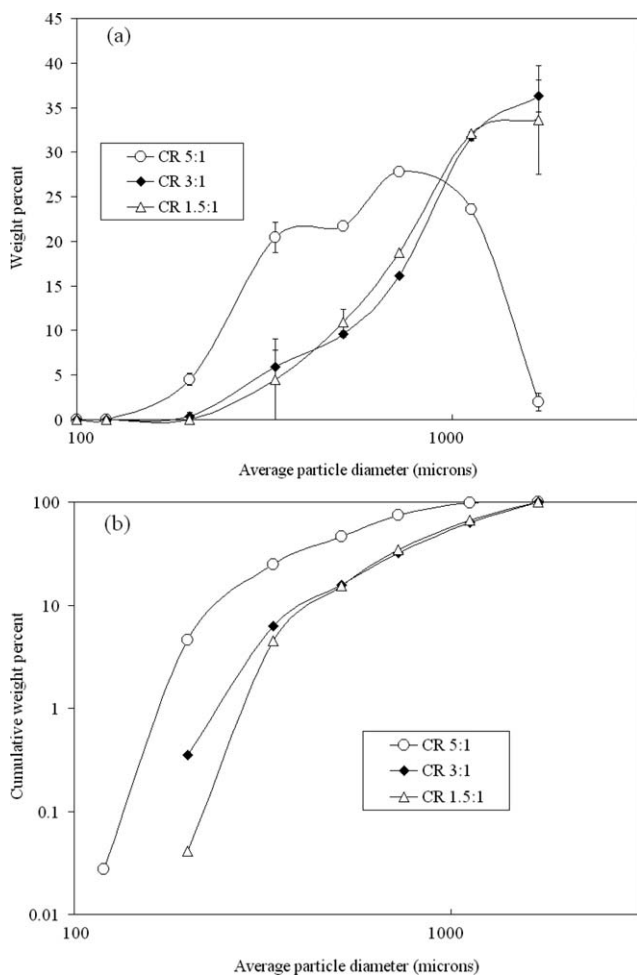 (a)
45
40
35
30
25
20
15
10
5
0
Weight percent
CR 5:1
CR 3:1
CR 1.5:1
100
1000
Average particle diameter (microns)
(b)
100
10
1
0.1
0.01
Cumulative weight percent
CR 5:1
CR 3:1
CR 1.5:1
100
1000
Average particle diameter (microns)